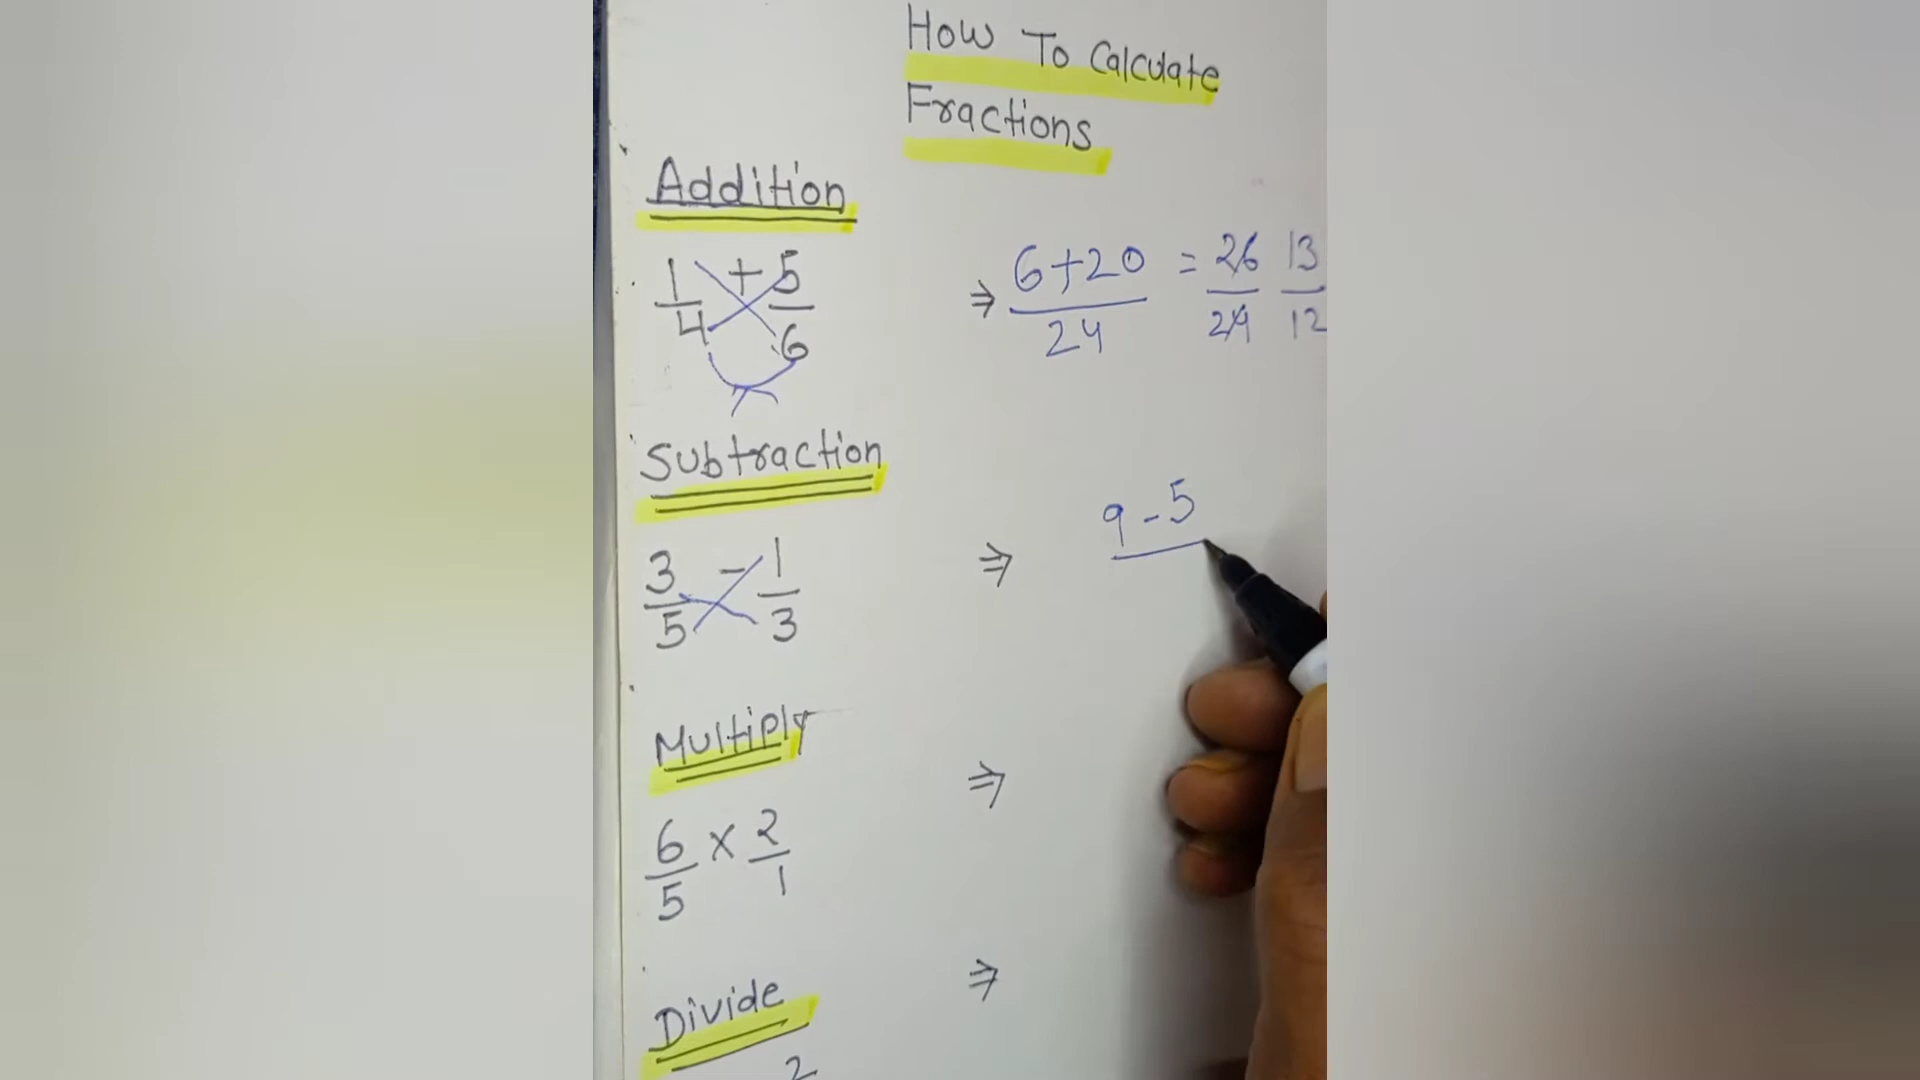 How To Calculate
Fractions
Addition
1/4 + 5/6 ⇒ 6+20/24 = 26/24 13/12
Subtraction
3/5 - 1/3 ⇒ 9-5
Multiply
⇒
6/5 × 2/1
Divide ⇒
2